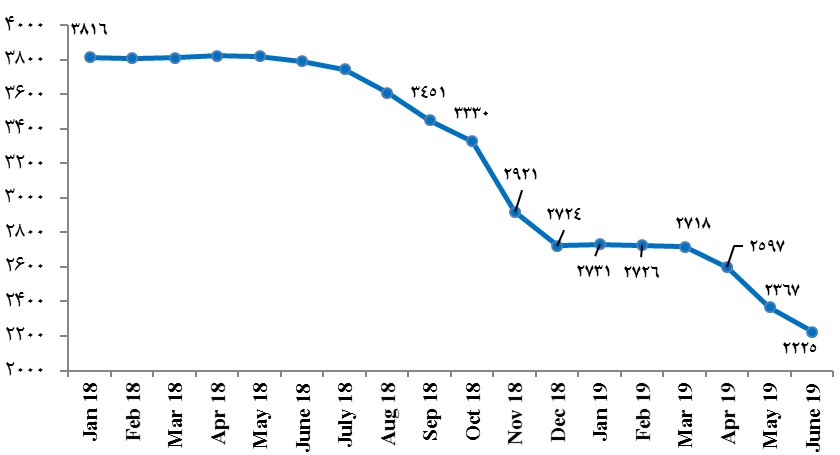 ۴۰۰۰
۳۸۰۰
۳۶۰۰
۳۴۰۰
۳۲۰۰
۳۰۰۰
۲۸۰۰
۲۶۰۰
۲۴۰۰
۲۲۰۰
۲۰۰۰
۳۸۱۶
۳۴۵۱
۳۳۳۰
۲۹۲۱
۲۷۲٤
۲۷۳۱
۲۷۲۶
۲۷۱۸
۲۵۹۷
۲۳۶۷
۲۲۲۵
Jan 18
Feb 18
Mar 18
Apr 18
May 18
June 18
July 18
Aug 18
Sep 18
Oct 18
Nov 18
Dec 18
Jan 19
Feb 19
Mar 19
Apr 19
May 19
June 19